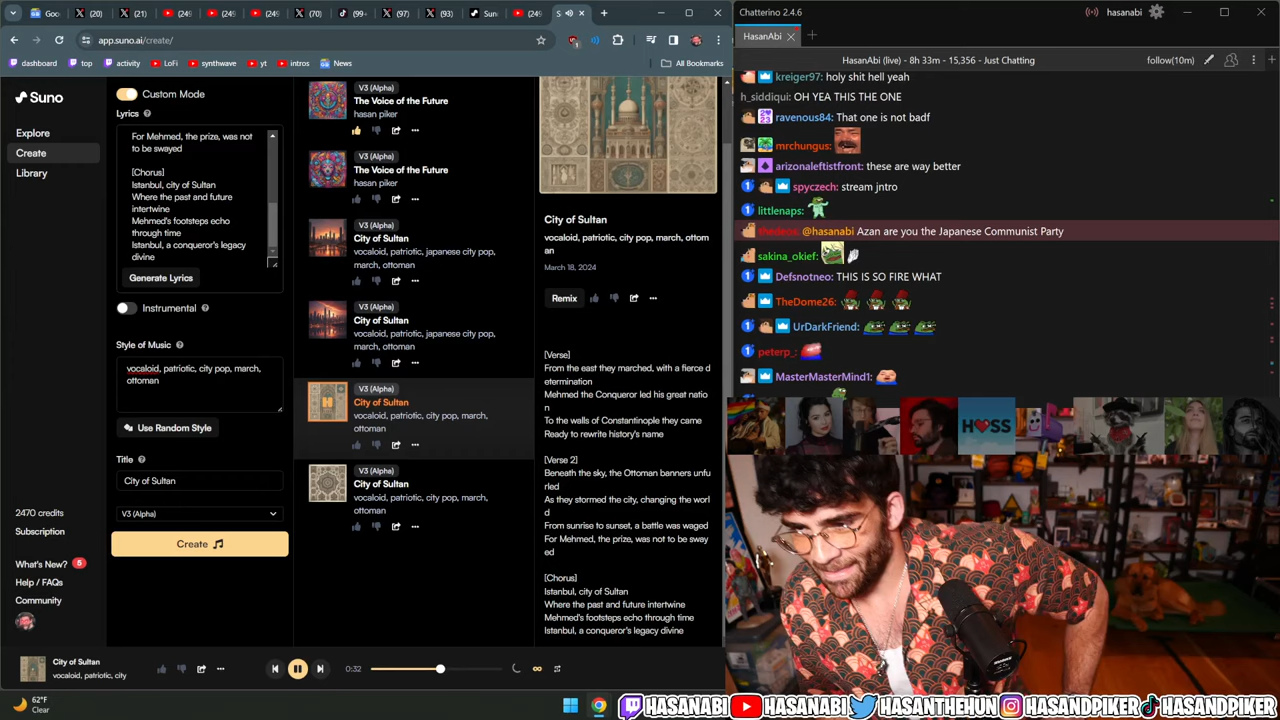 Goo
(20)
(21)
(249
(249
(249
(70)
(99+
(97)
(93)
Sun
(249
S
app.suno.ai/create/
dashboard
top
activity
LoFi
synthwave
yt
intros
News
All Bookmarks
Suno
Explore
Create
Library
2470 credits
Subscription
What's New?
5
Help / FAQs
Community
Custom Mode
Lyrics
For Mehmed, the prize, was not
to be swayed
[Chorus]
Istanbul, city of Sultan
Where the past and future
intertwine
Mehmed's footsteps echo
through time
Istanbul, a conqueror's legacy
divine
Generate Lyrics
Instrumental
Style of Music
vocaloid, patriotic, city pop, march,
ottoman
Use Random Style
Title
City of Sultan
V3 (Alpha)
Create
V3 (Alpha)
The Voice of the Future
hasan piker
V3 (Alpha)
The Voice of the Future
hasan piker
V3 (Alpha)
City of Sultan
vocaloid, patriotic, japanese city pop,
march, ottoman
V3 (Alpha)
City of Sultan
vocaloid, patriotic, japanese city pop,
march, ottoman
V3 (Alpha)
City of Sultan
vocaloid, patriotic, city pop, march,
ottoman
V3 (Alpha)
City of Sultan
vocaloid, patriotic, city pop, march,
ottoman
City of Sultan
vocaloid, patriotic, city pop, march, ottom
an
March 18, 2024
Remix
[Verse]
From the east they marched, with a fierce d
etermination
Mehmed the Conqueror led his great natio
n
To the walls of Constantinople they came
Ready to rewrite history's name
[Verse 2]
Beneath the sky, the Ottoman banners unfu
rled
As they stormed the city, changing the worl
d
From sunrise to sunset, a battle was waged
For Mehmed, the prize, was not to be sway
ed
[Chorus]
Istanbul, city of Sultan
Where the past and future intertwine
Mehmed's footsteps echo through time
Istanbul, a conqueror's legacy divine
City of Sultan
vocaloid, patriotic, city
0:32
62°F
Clear
Chatterino 2.4.6
hasanabi
HasanAbi
HasanAbi (live) - 8h 33m - 15,356 - Just Chatting
follow(10m)
kreiger97: holy shit hell yeah
h_siddiqui: OH YEA THIS THE ONE
ravenous84: That one is not badf
mrchungus:
arizonaleftistfront: these are way better
spyczech: stream jntro
littlenaps:
@hasanabi Azan are you the Japanese Communist Party
sakina_okief:
Defsnotneo: THIS IS SO FIRE WHAT
TheDome26:
UrDarkFriend:
peterp_:
MasterMasterMind1:
HOSS
HASANABI
HASANABI
HASANTHEHUN
HASANDPIKER
HASANDPIKER